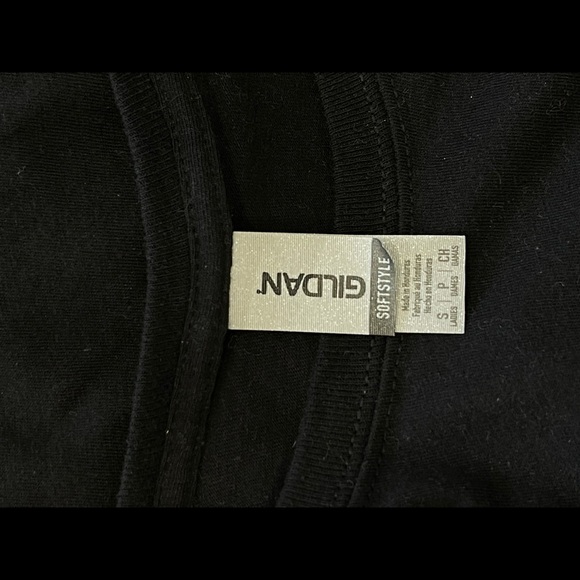 GILDAN®
SOFTSTYLE
Made in Honduras
Fabriqué au Honduras
Hecho en Honduras
S | P | CH
LADIES DAMES DAMAS